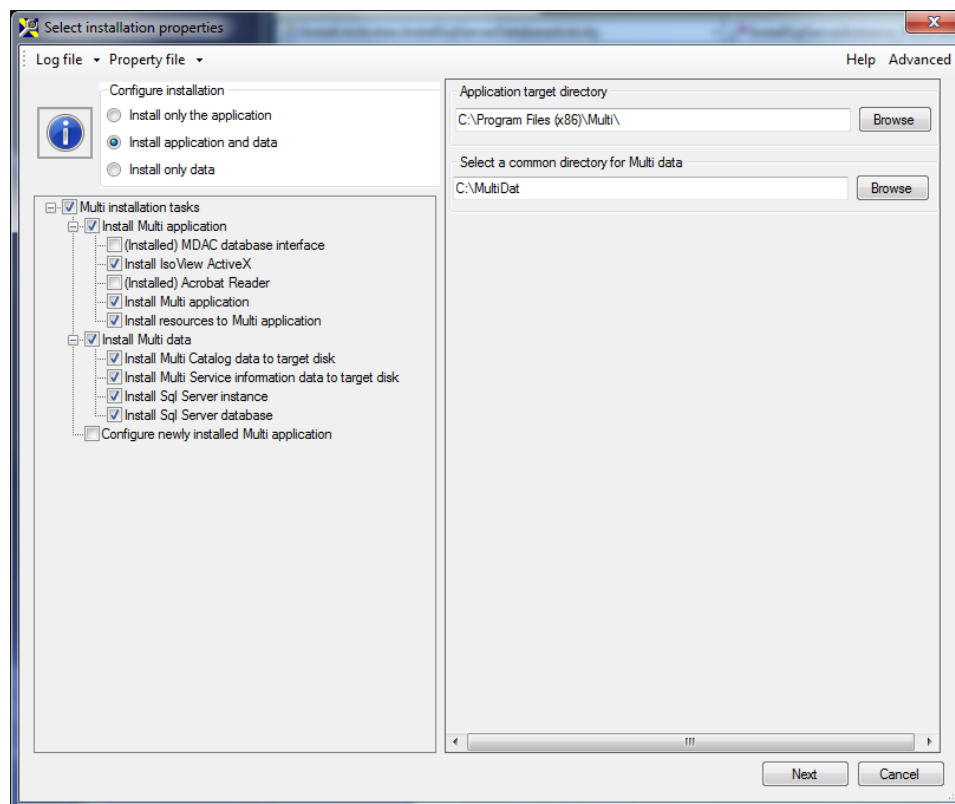 Select installation properties
Log file Property file Help Advanced
Configure installation
Install only the application
Install application and data
Install only data
Multi installation tasks
Install Multi application
(Installed) MDAC database interface
Install IsoView ActiveX
(Installed) Acrobat Reader
Install Multi application
Install resources to Multi application
Install Multi data
Install Multi Catalog data to target disk
Install Multi Service information data to target disk
Install Sql Server instance
Install Sql Server database
Configure newly installed Multi application
Application target directory
C:\Program Files (x86)\Multi\ Browse
Select a common directory for Multi data
C:\MultiDat Browse
Next Cancel